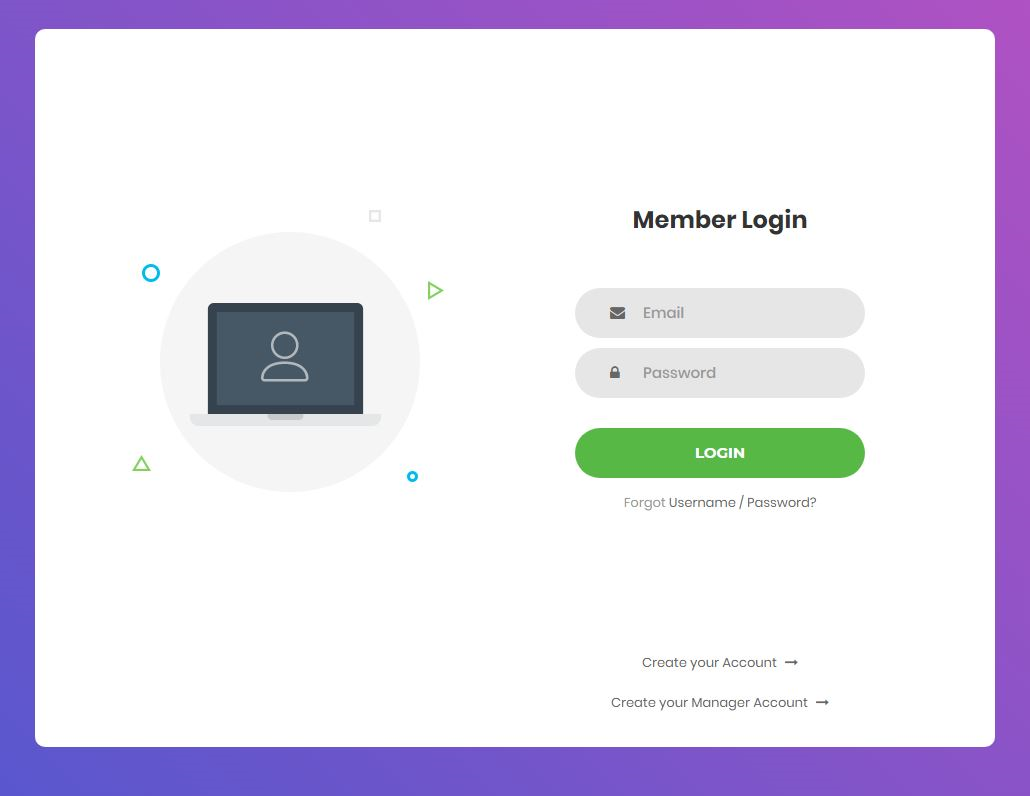 Member Login
Email
Password
LOGIN
Forgot Username / Password?
Create your Account
Create your Manager Account